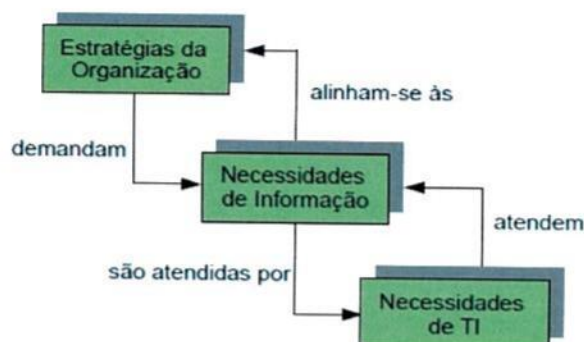 Estratégias da
Organização
alinham-se às
demandam
Necessidades
de Informação
atendem
são atendidas por
Necessidades
de TI